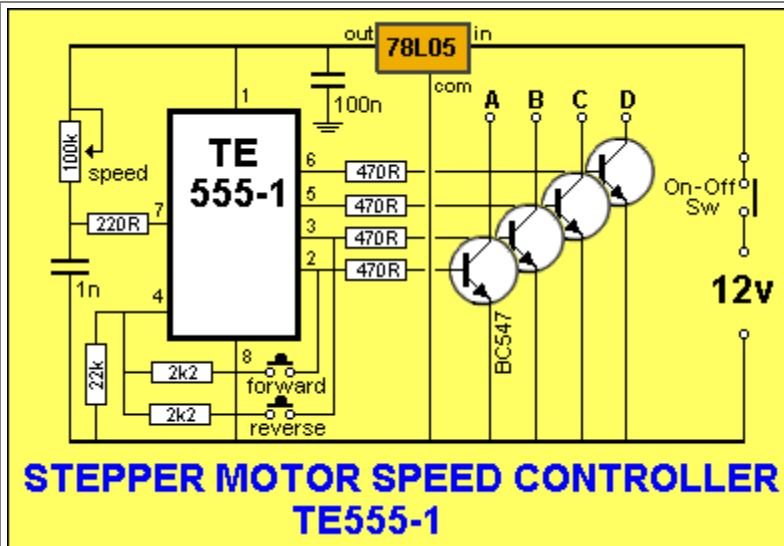 out 78L05 in
com
A B C D
1
100n
TE
555-1
100k
speed
6 470R
5 470R
3 470R
2 470R
On-Off
Sw
220R 7
1n
4
12v
BC547
22k
8
2k2 forward
2k2 reverse
STEPPER MOTOR SPEED CONTROLLER
TE555-1